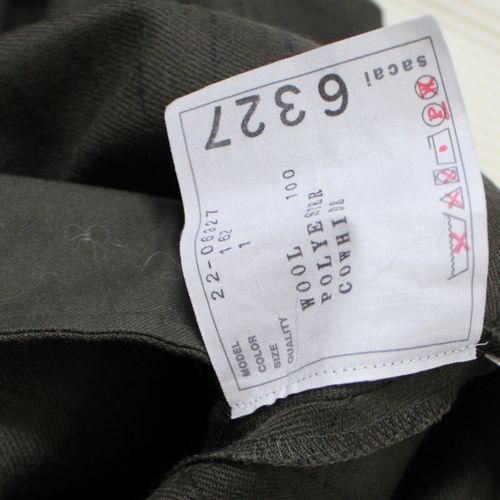 sacai
6327
MODEL 22-06327
COLOR 162
SIZE 1
QUALITY 100
WOOL
POLYESTER
COWHIDE
P